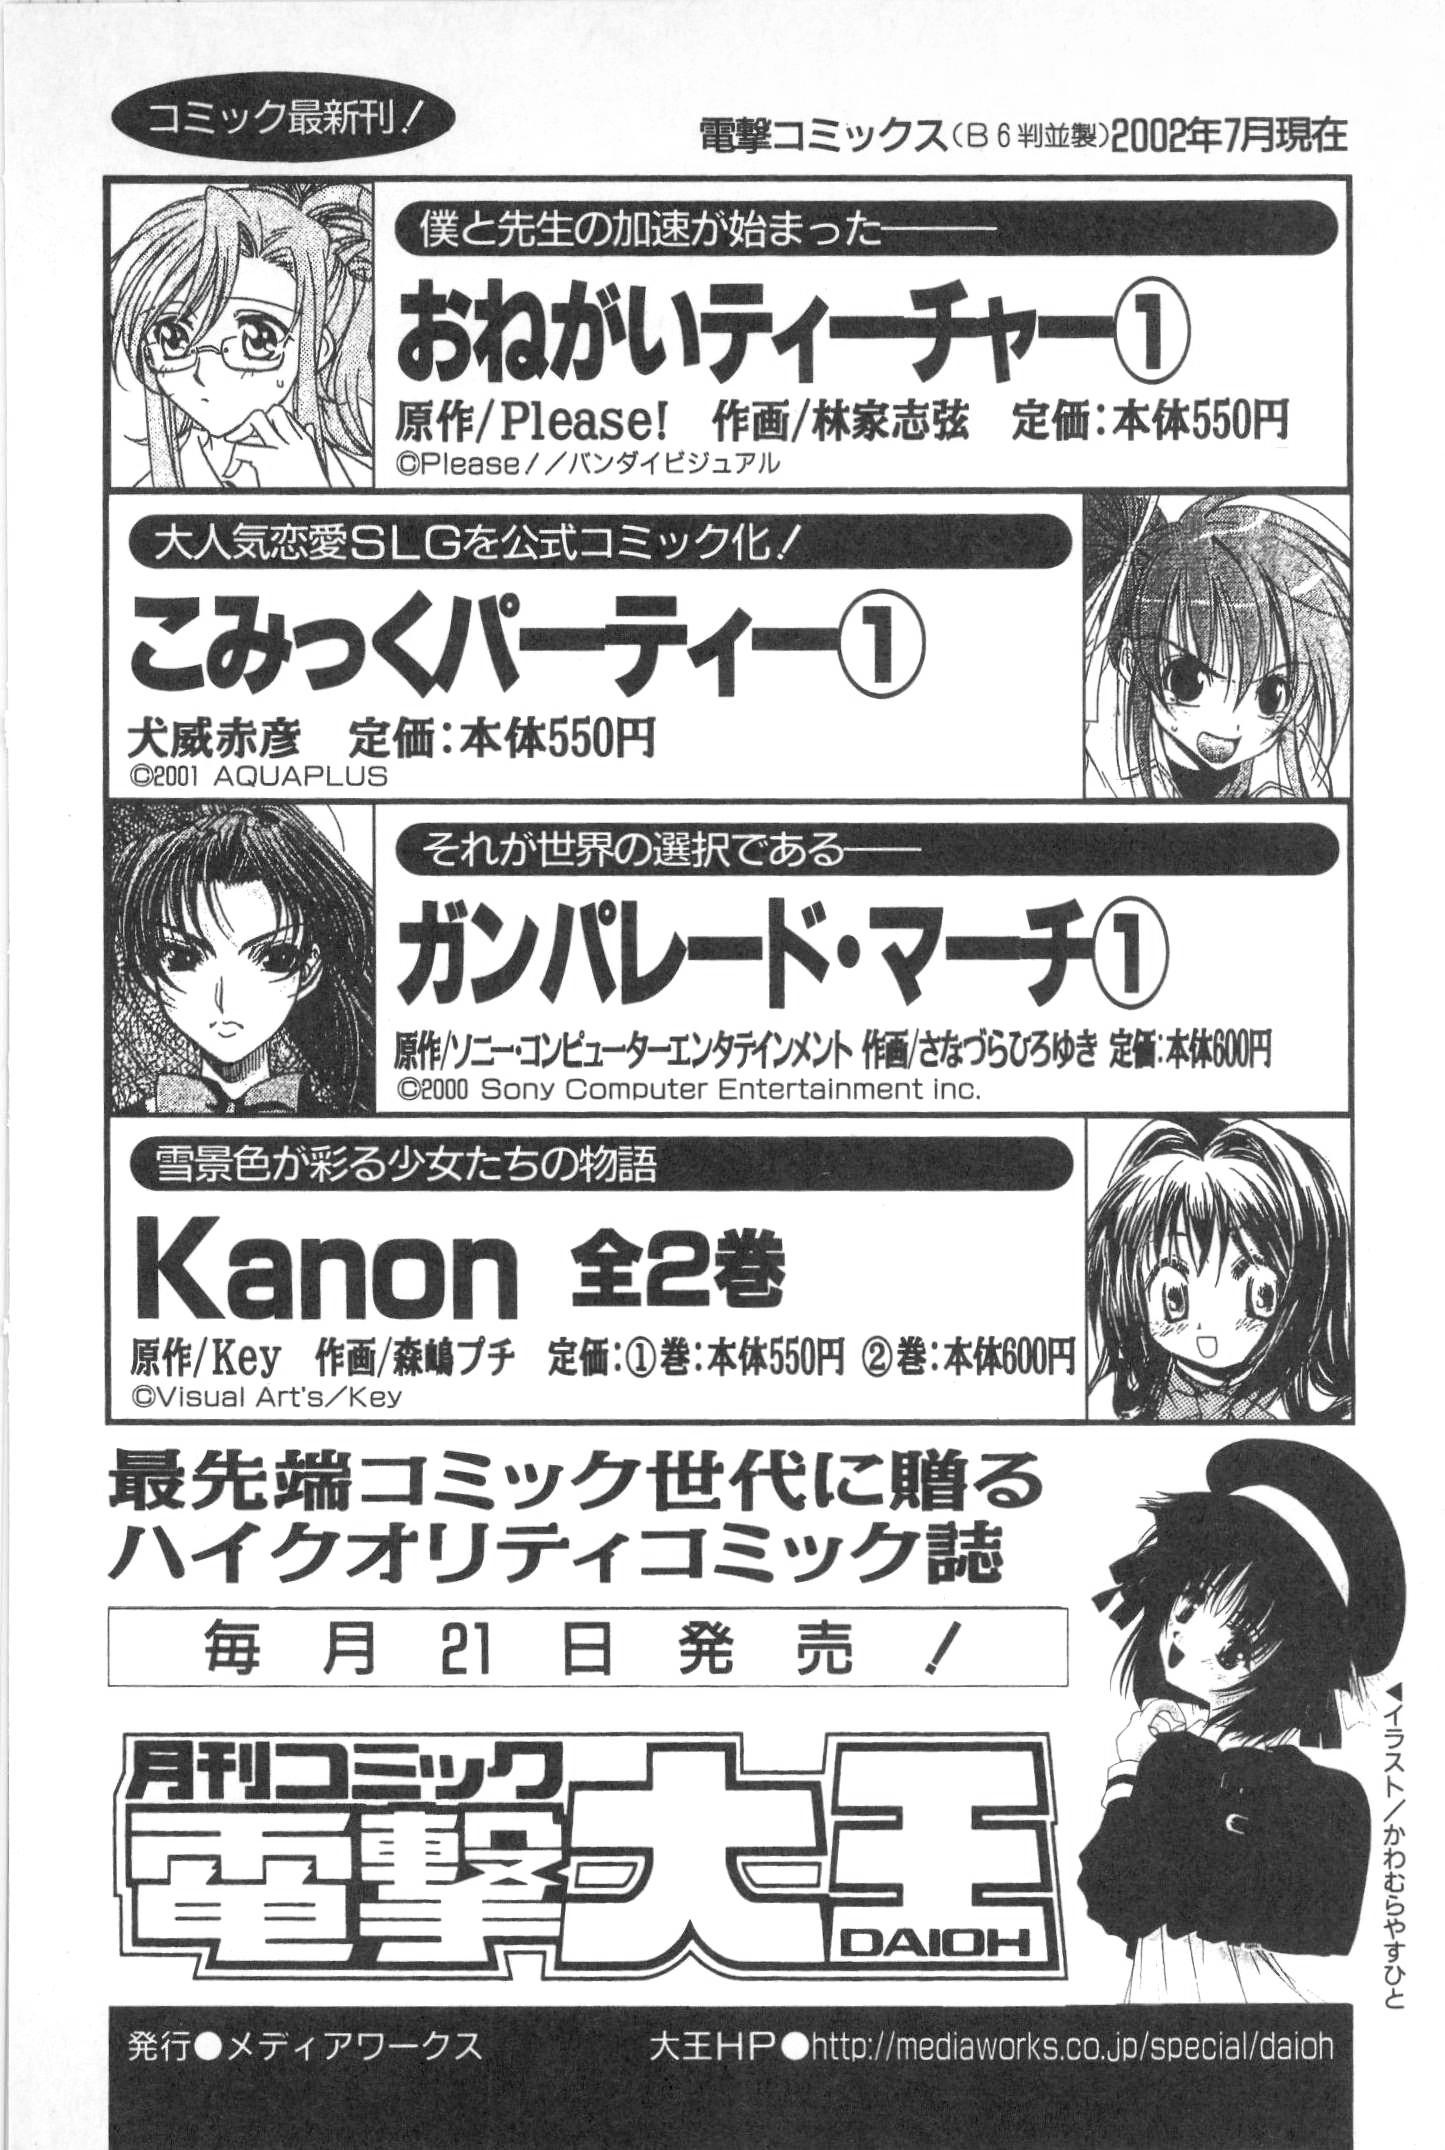 コミック最新刊！
電撃コミックス（B6判並製）2002年7月現在
僕と先生の加速が始まった———
おねがいティーチャー①
原作/Please!　作画/林家志弦　定価：本体550円
©Please！／バンダイビジュアル
大人気恋愛SLGを公式コミック化！
こみっくパーティー①
犬威赤彦　定価：本体550円
©2001 AQUAPLUS
それが世界の選択である——
ガンパレード・マーチ①
原作/ソニー・コンピューターエンタテインメント 作画/さなづらひろゆき 定価：本体600円
©2000 Sony Computer Entertainment inc.
雪景色が彩る少女たちの物語
Kanon 全2巻
原作/Key　作画/森嶋プチ　定価：①巻：本体550円 ②巻：本体600円
©Visual Art's／Key
最先端コミック世代に贈る
ハイクオリティコミック誌
毎月21日発売！
月刊コミック
電撃大王
DAIOH
◀イラスト／かわむらやすひと
発行●メディアワークス
大王HP●http://mediaworks.co.jp/special/daioh